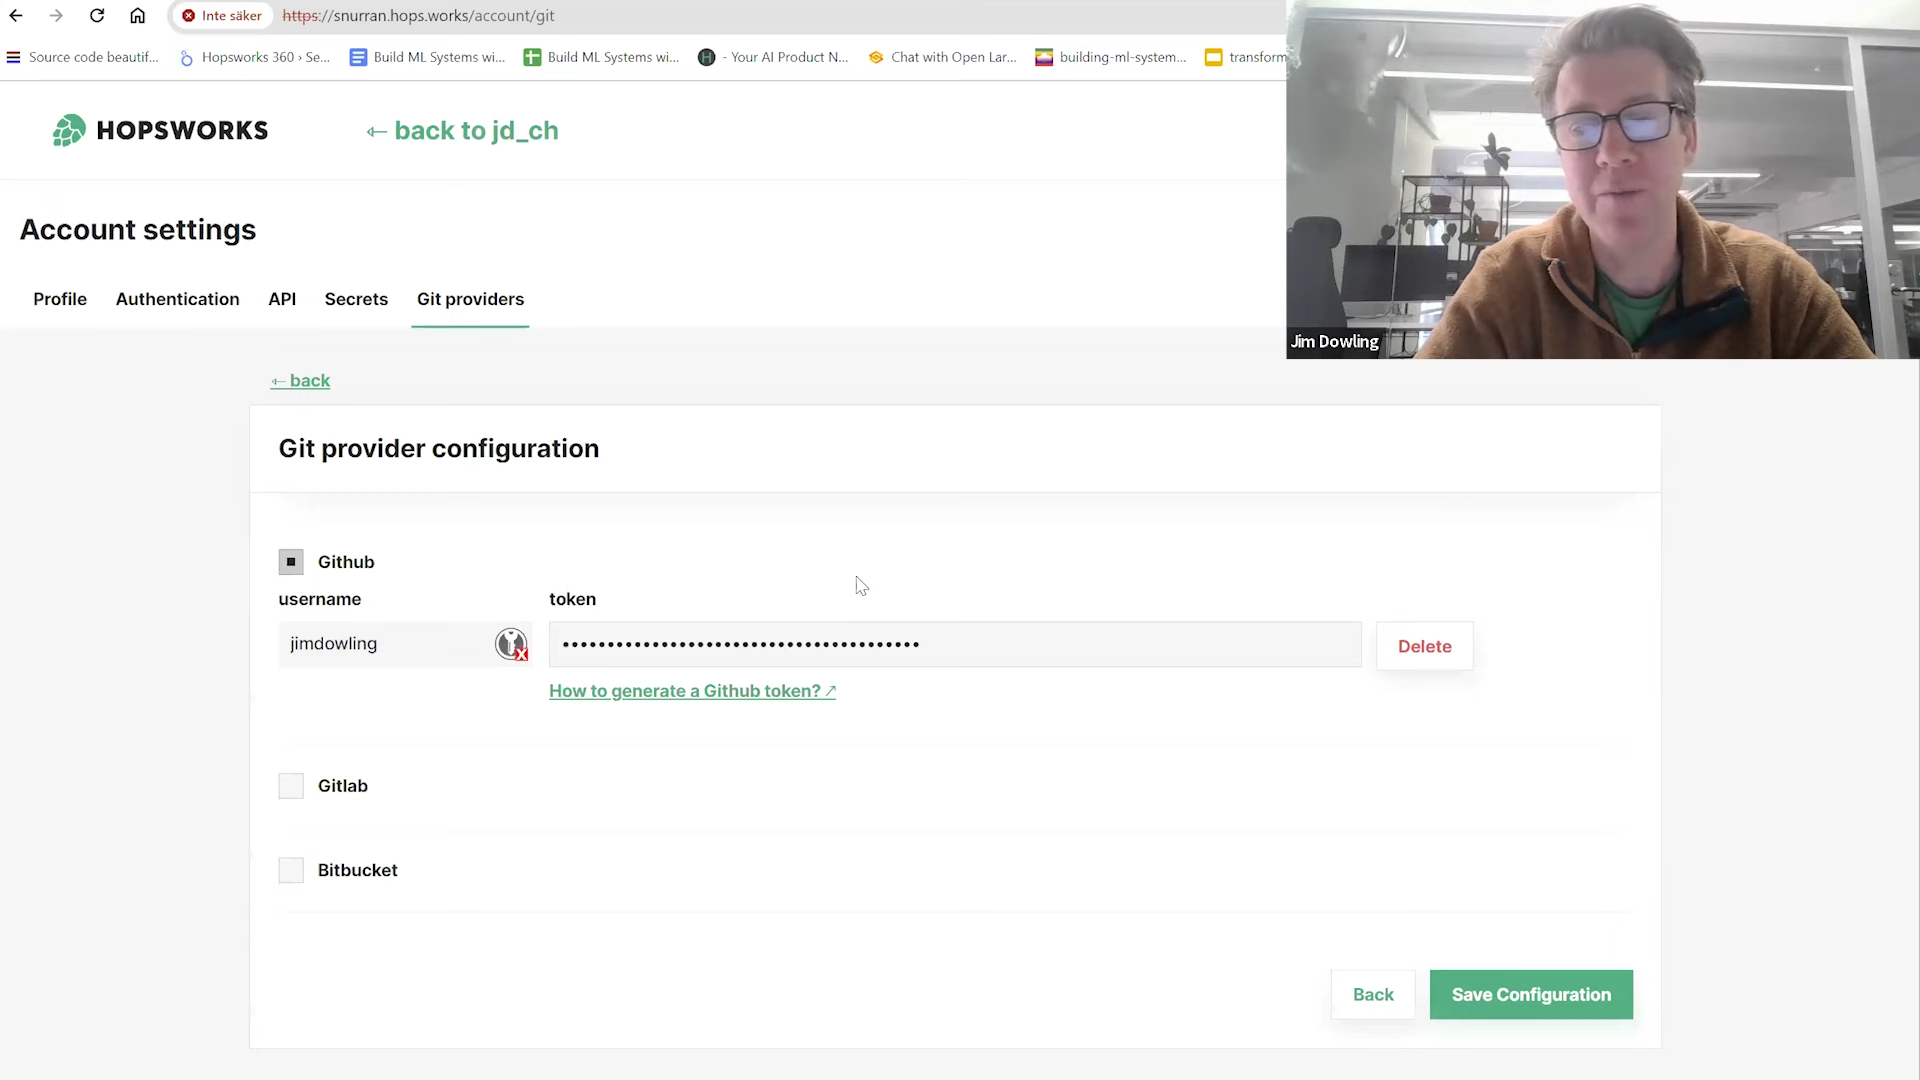 Inte säker
https://snurran.hops.works/account/git
Source code beautif...
Hopsworks 360 › Se...
Build ML Systems wi...
Build ML Systems wi...
- Your AI Product N...
Chat with Open Lar...
building-ml-system...
transform
HOPSWORKS
← back to jd_ch
Account settings
Profile
Authentication
API
Secrets
Git providers
Jim Dowling
← back
Git provider configuration
Github
username
token
jimdowling
Delete
How to generate a Github token? ↗
Gitlab
Bitbucket
Back
Save Configuration